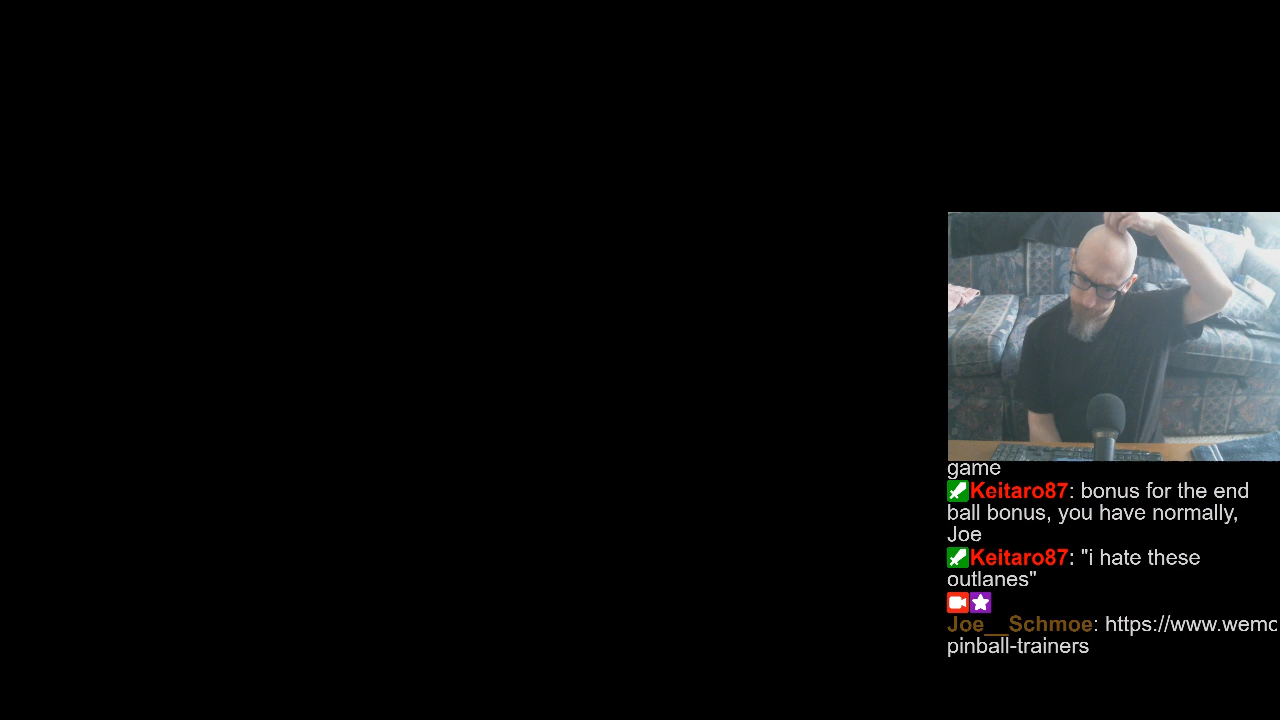 game
Keitaro87: bonus for the end
ball bonus, you have normally,
Joe
Keitaro87: "i hate these
outlanes"
Joe__Schmoe: https://www.wemc
pinball-trainers